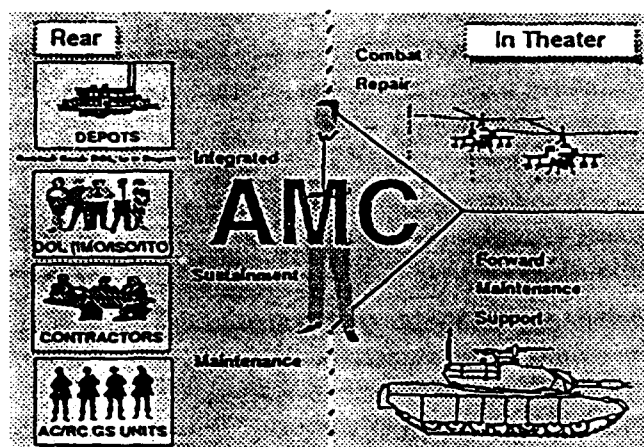 Rear
In Theater
Combat
Repair
DEPOTS
Integrated
AMC
CONTRACTORS
Sustainment
Forward
Maintenance
Support
Maintenance
AC/RC GS UNITS